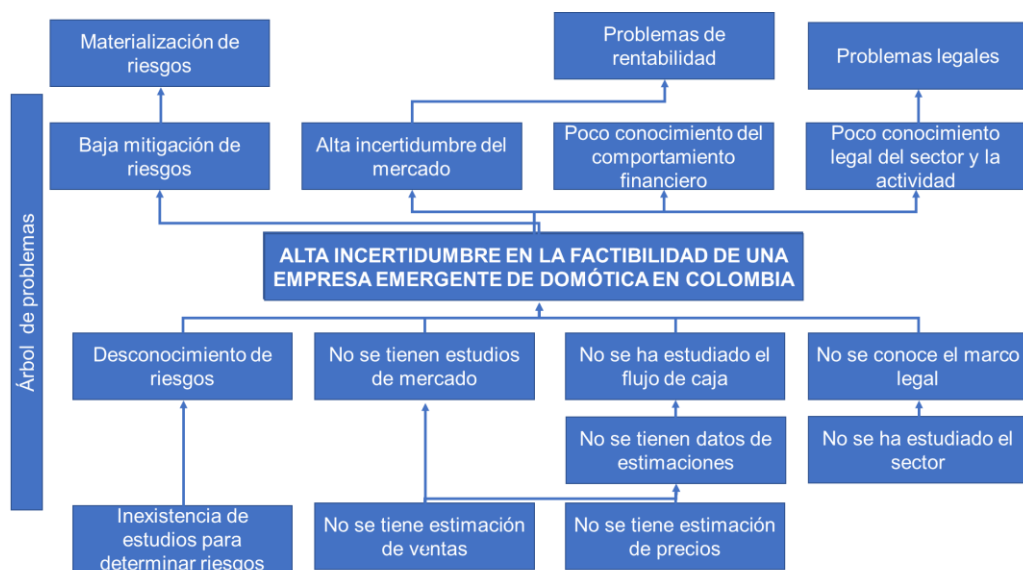 Materialización de
riesgos
Problemas de
rentabilidad
Problemas legales
Árbol de problemas
Baja mitigación de
riesgos
Alta incertidumbre del
mercado
Poco conocimiento del
comportamiento
financiero
Poco conocimiento
legal del sector y la
actividad
ALTA INCERTIDUMBRE EN LA FACTIBILIDAD DE UNA
EMPRESA EMERGENTE DE DOMÓTICA EN COLOMBIA
Desconocimiento de
riesgos
No se tienen estudios
de mercado
No se ha estudiado el
flujo de caja
No se conoce el marco
legal
No se tienen datos de
estimaciones
No se ha estudiado el
sector
Inexistencia de
estudios para
determinar riesgos
No se tiene estimación
de ventas
No se tiene estimación
de precios